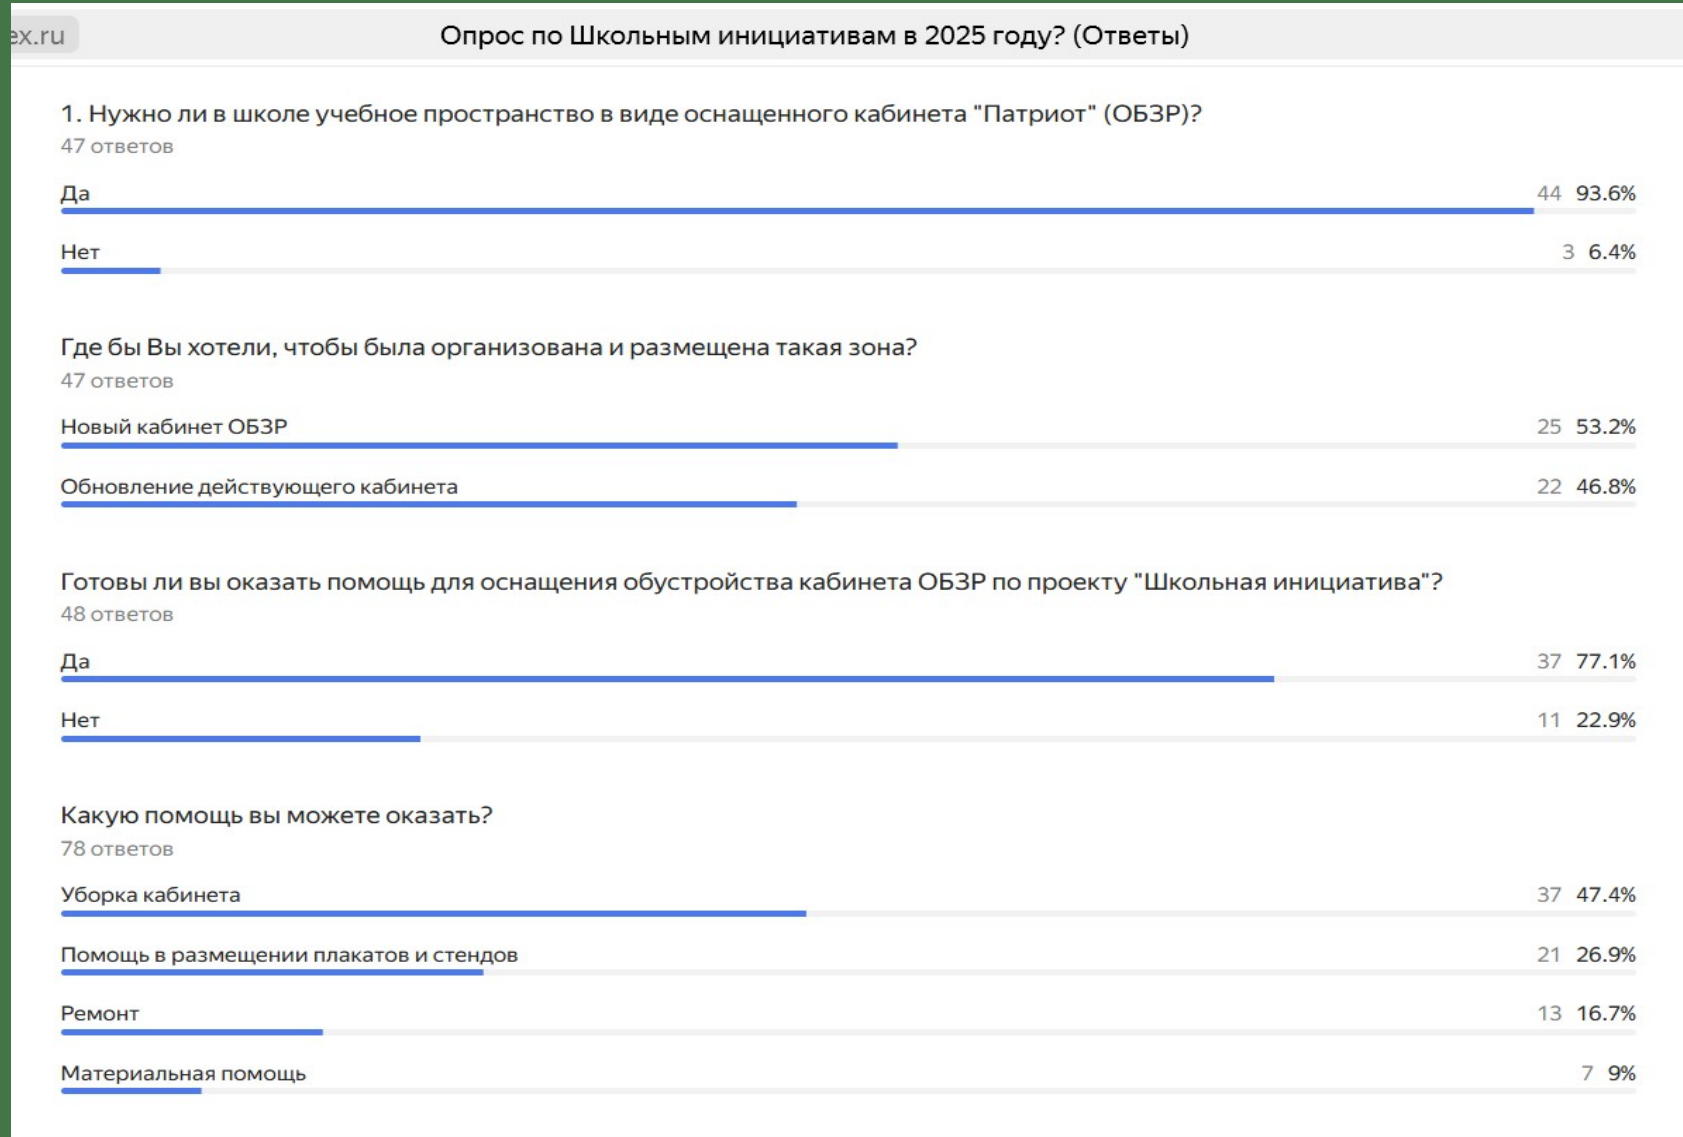 ex.ru
Опрос по Школьным инициативам в 2025 году? (Ответы)
1. Нужно ли в школе учебное пространство в виде оснащенного кабинета "Патриот" (ОБЗР)?
47 ответов
Да 44 93.6%
Нет 3 6.4%
Где бы Вы хотели, чтобы была организована и размещена такая зона?
47 ответов
Новый кабинет ОБЗР 25 53.2%
Обновление действующего кабинета 22 46.8%
Готовы ли вы оказать помощь для оснащения обустройства кабинета ОБЗР по проекту "Школьная инициатива"?
48 ответов
Да 37 77.1%
Нет 11 22.9%
Какую помощь вы можете оказать?
78 ответов
Уборка кабинета 37 47.4%
Помощь в размещении плакатов и стендов 21 26.9%
Ремонт 13 16.7%
Материальная помощь 7 9%